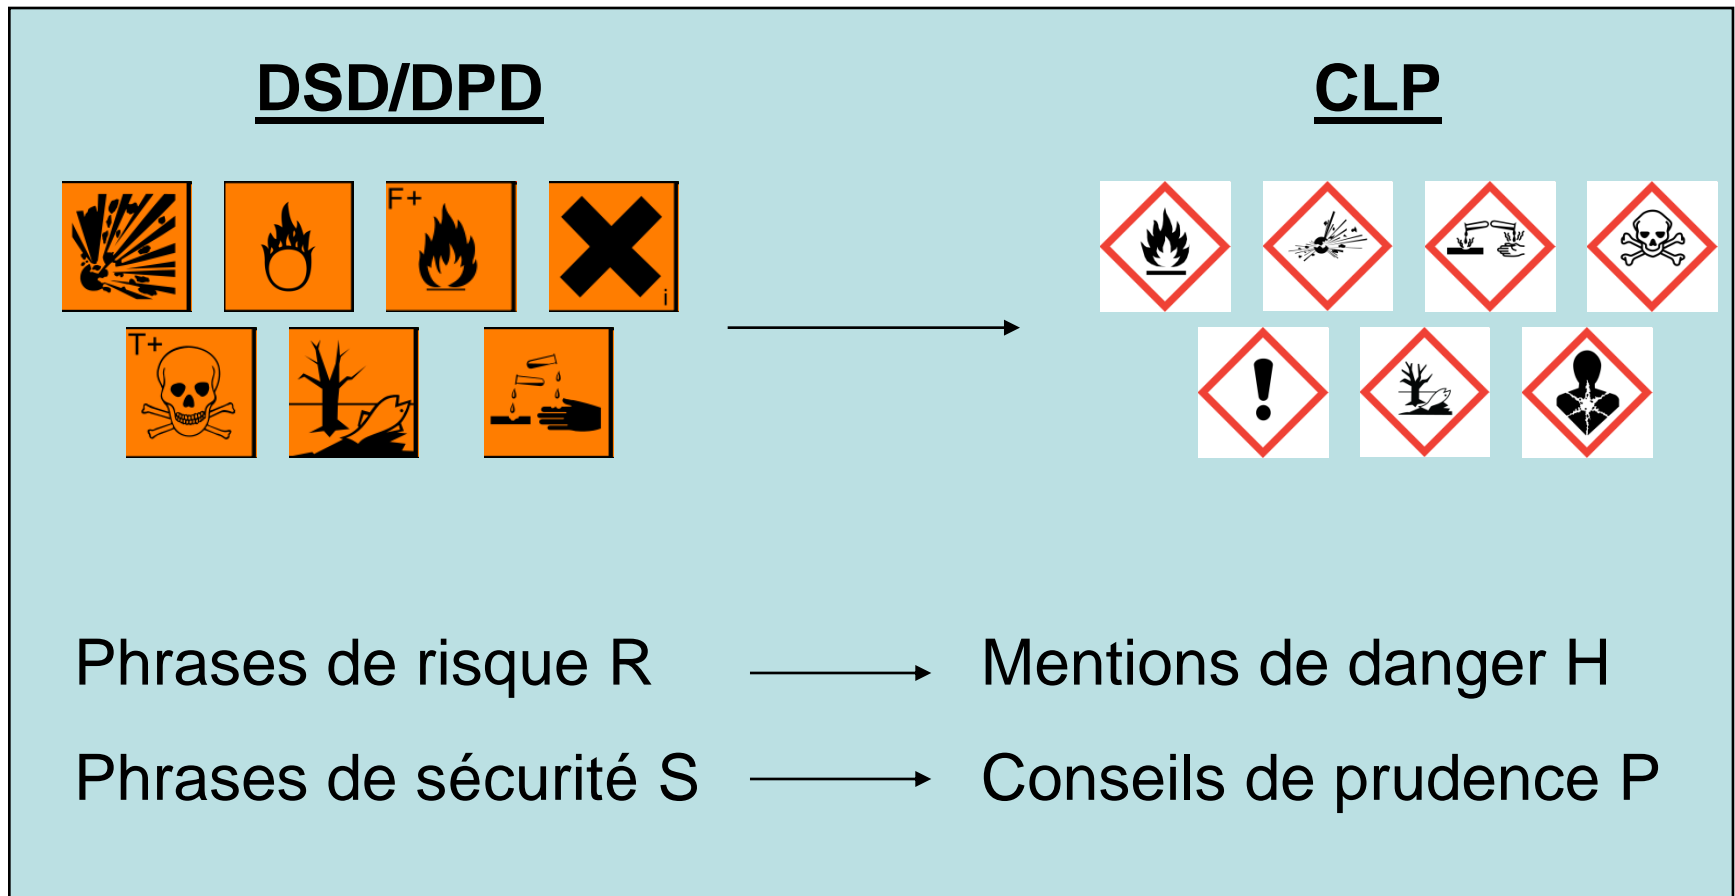 DSD/DPD
CLP
F+
i
T+
Phrases de risque R
Mentions de danger H
Phrases de sécurité S
Conseils de prudence P